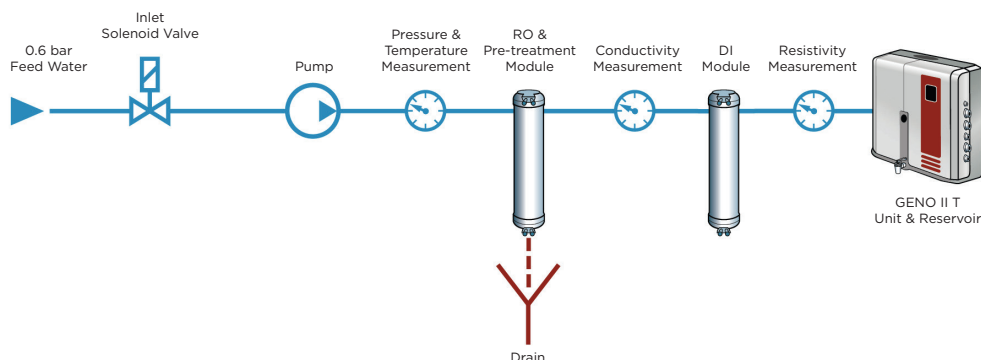 0.6 bar
Feed Water
Inlet
Solenoid Valve
Pump
Pressure &
Temperature
Measurement
RO &
Pre-treatment
Module
Conductivity
Measurement
DI
Module
Resistivity
Measurement
GENO II T
Unit & Reservoir
Drain